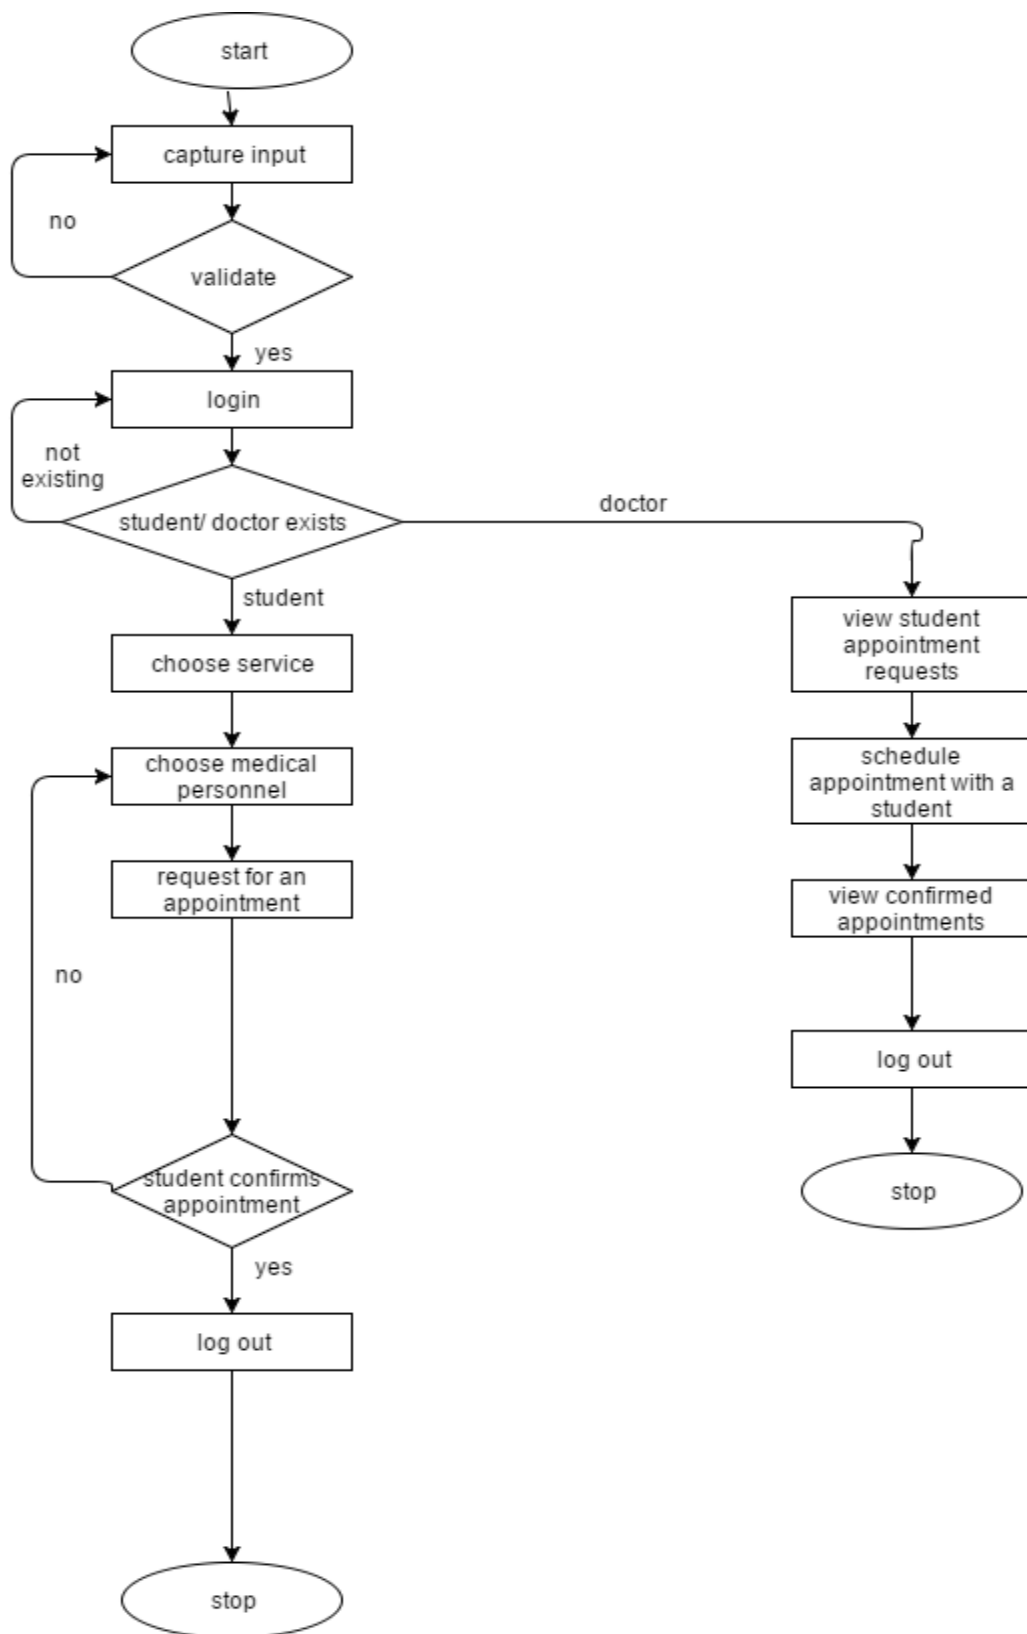 start
capture input
no
validate
yes
login
not
existing
student/ doctor exists
doctor
student
choose service
choose medical
personnel
request for an
appointment
no
student confirms
appointment
yes
log out
stop
view student
appointment
requests
schedule
appointment with a
student
view confirmed
appointments
log out
stop